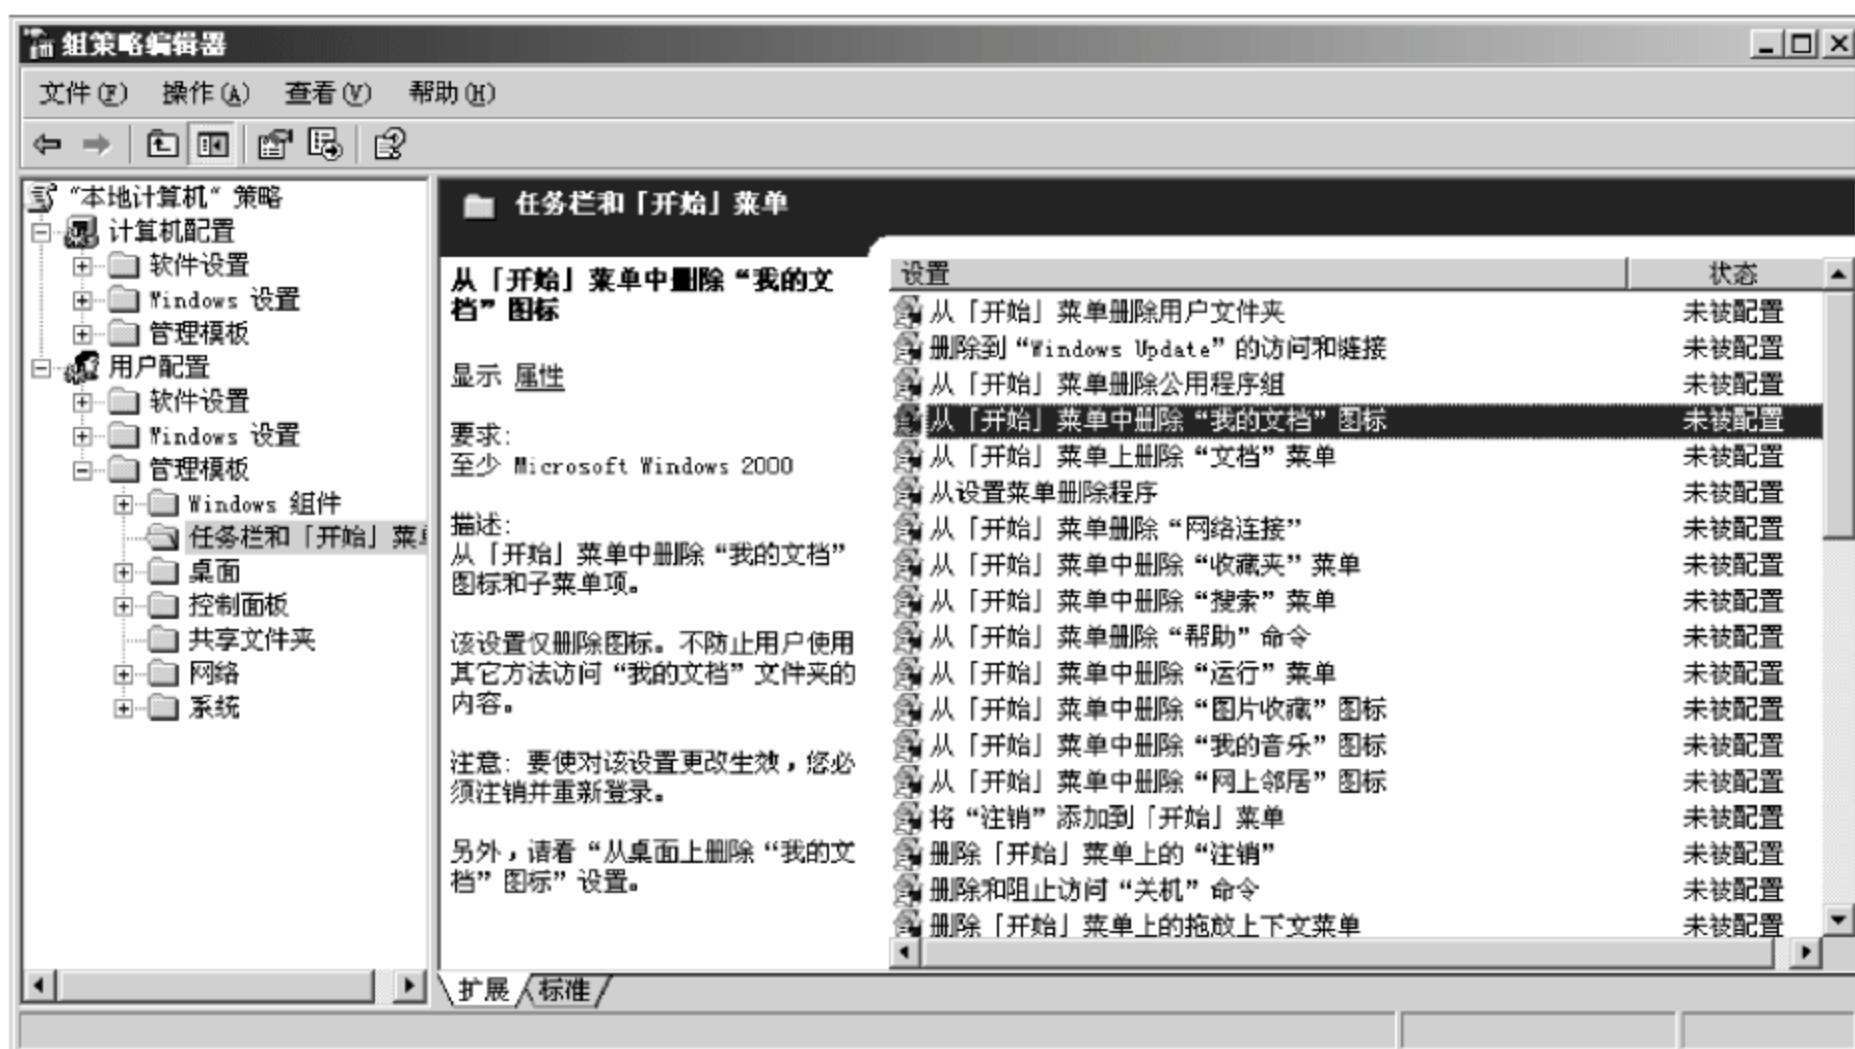 组策略编辑器
文件(F) 操作(A) 查看(V) 帮助(H)
“本地计算机“ 策略
计算机配置
软件设置
Windows 设置
管理模板
用户配置
软件设置
Windows 设置
管理模板
Windows 组件
任务栏和「开始」菜
桌面
控制面板
共享文件夹
网络
系统
任务栏和「开始」菜单
从「开始」菜单中删除“我的文
档”图标
显示 属性
要求:
至少 Microsoft Windows 2000
描述:
从「开始」菜单中删除“我的文档”
图标和子菜单项。
该设置仅删除图标。不防止用户使用
其它方法访问“我的文档”文件夹的
内容。
注意: 要使对该设置更改生效，您必
须注销并重新登录。
另外，请看“从桌面上删除“我的文
档”图标”设置。
设置 状态
从「开始」菜单删除用户文件夹 未被配置
删除到“Windows Update”的访问和链接 未被配置
从「开始」菜单删除公用程序组 未被配置
从「开始」菜单中删除“我的文档”图标 未被配置
从「开始」菜单上删除“文档”菜单 未被配置
从设置菜单删除程序 未被配置
从「开始」菜单删除“网络连接” 未被配置
从「开始」菜单中删除“收藏夹”菜单 未被配置
从「开始」菜单中删除“搜索”菜单 未被配置
从「开始」菜单删除“帮助”命令 未被配置
从「开始」菜单中删除“运行”菜单 未被配置
从「开始」菜单中删除“图片收藏”图标 未被配置
从「开始」菜单中删除“我的音乐”图标 未被配置
从「开始」菜单中删除“网上邻居”图标 未被配置
将“注销”添加到「开始」菜单 未被配置
删除「开始」菜单上的“注销” 未被配置
删除和阻止访问“关机”命令 未被配置
删除「开始」菜单上的拖放上下文菜单 未被配置
扩展 标准